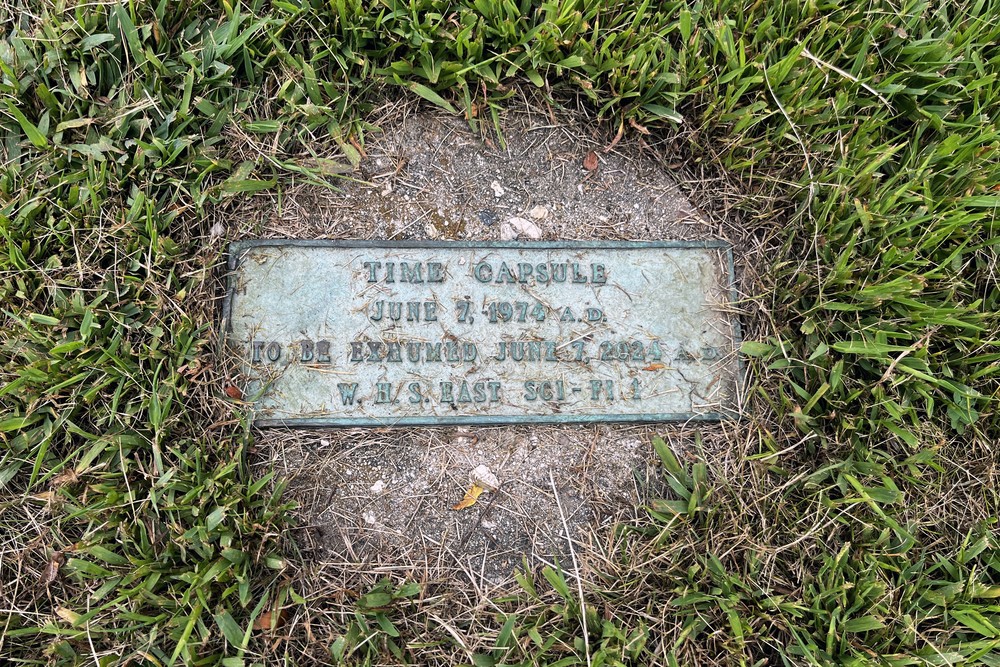 TIME CAPSULE
JUNE 7, 1974 A.D.
TO BE EXHUMED JUNE 7, 2024 A.D.
W. H. S. EAST SCI-FI 1